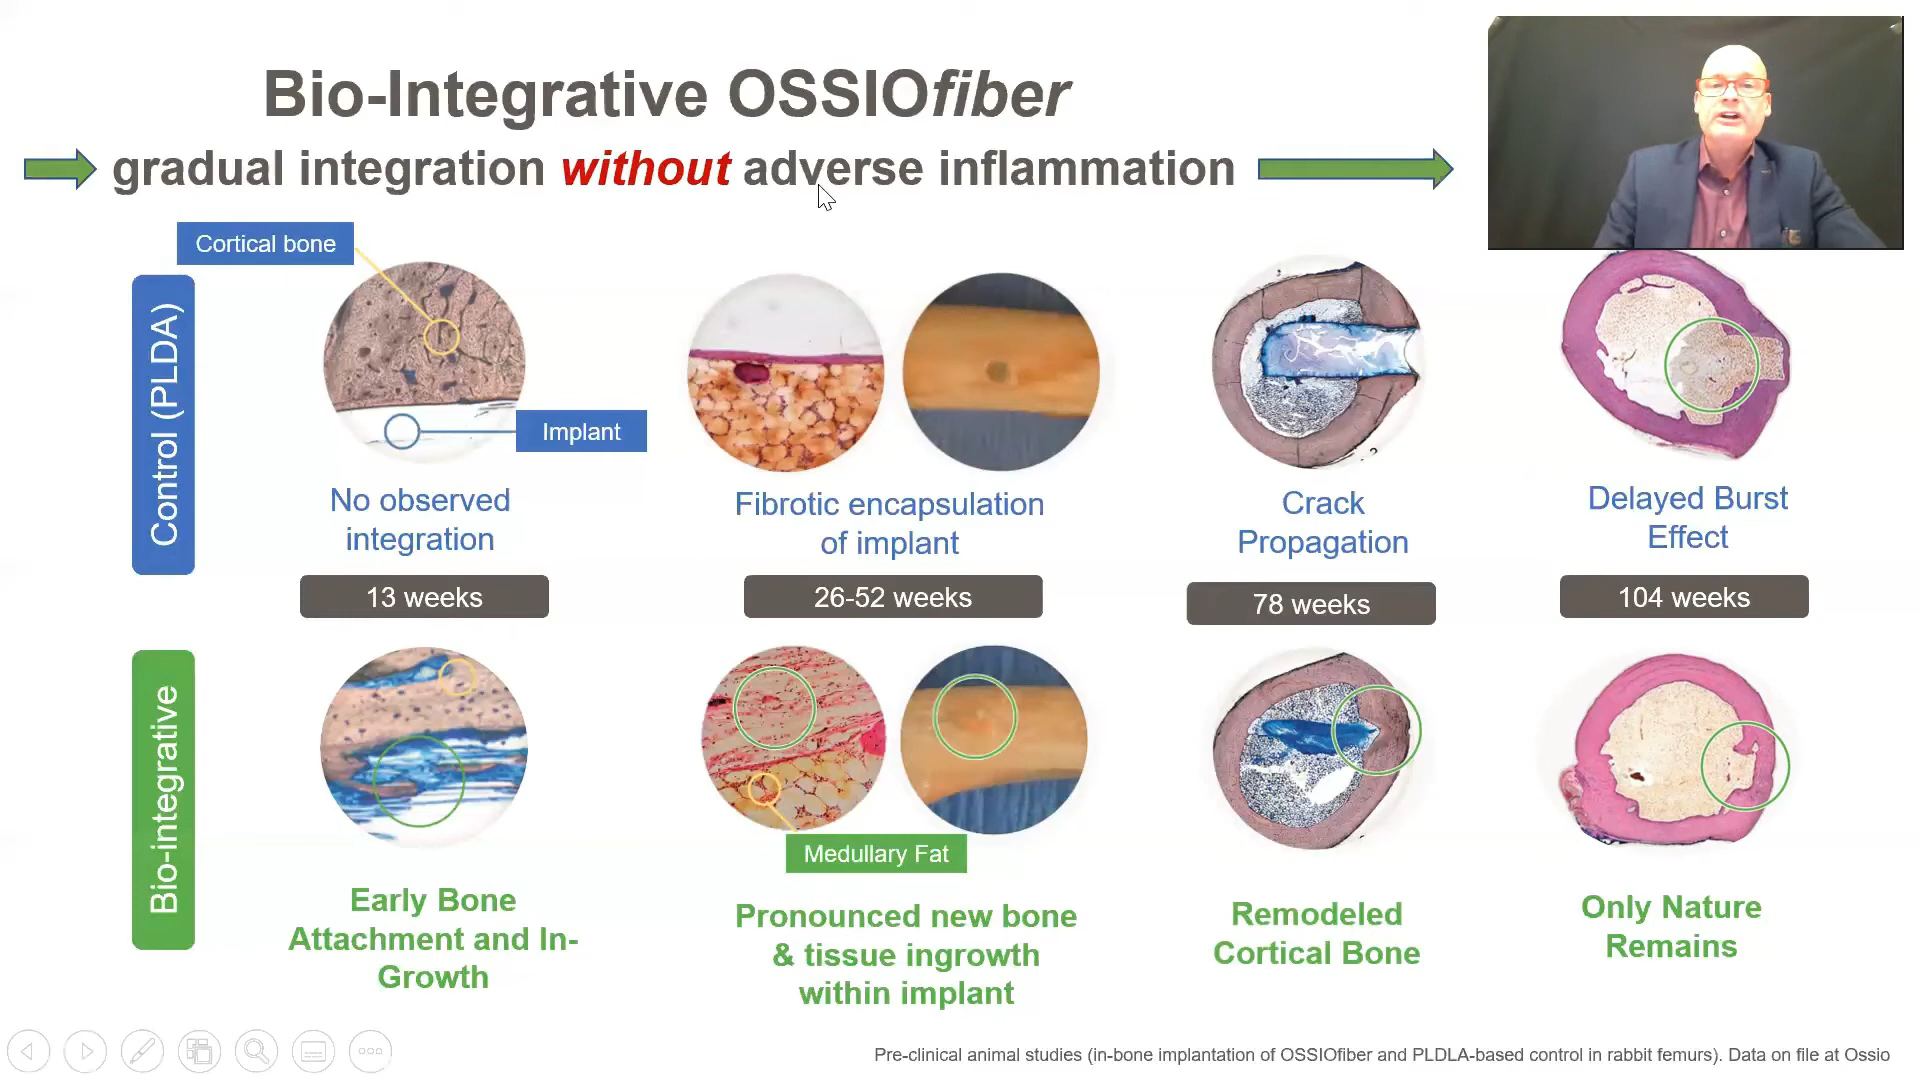 Bio-Integrative OSSIOfiber
gradual integration without adverse inflammation
Cortical bone
Control (PLDA)
Implant
No observed
integration
Fibrotic encapsulation
of implant
Crack
Propagation
Delayed Burst
Effect
13 weeks
26-52 weeks
78 weeks
104 weeks
Bio-integrative
Medullary Fat
Early Bone
Attachment and In-
Growth
Pronounced new bone
& tissue ingrowth
within implant
Remodeled
Cortical Bone
Only Nature
Remains
Pre-clinical animal studies (in-bone implantation of OSSIOfiber and PLDLA-based control in rabbit femurs). Data on file at Ossio